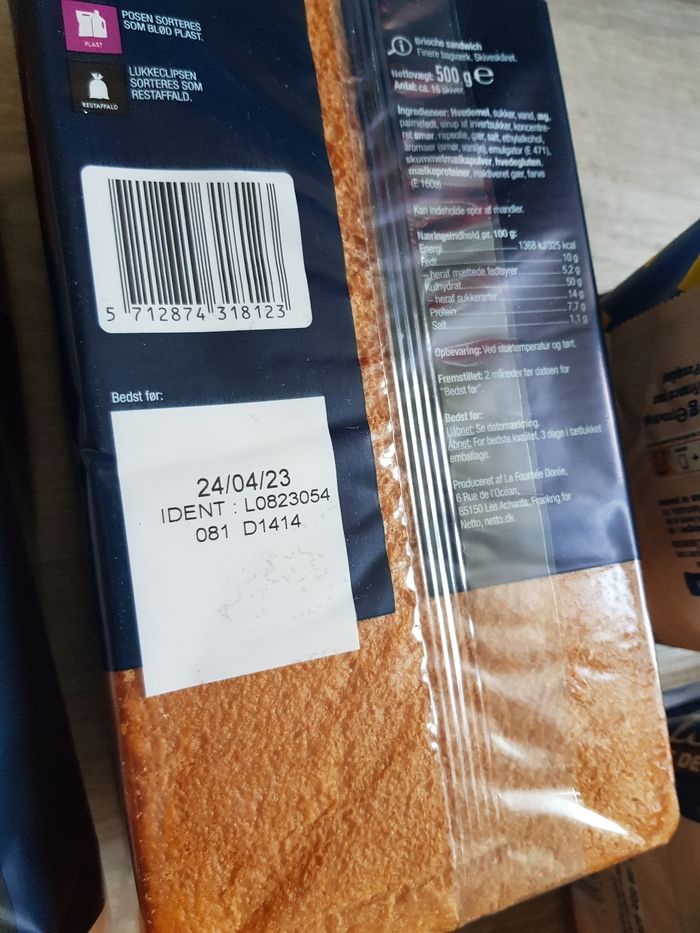 POSEN SORTERES
SOM BLØD PLAST.
PLAST
LUKKECLIPSEN
SORTERES SOM
RESTAFFALD.
RESTAFFALD
5 712874 318123
Bedst før:
24/04/23
IDENT : L0823054
081 D1414
Brioche sandwich
Finere bagværk. Skiveskåret.
Nettovægt: 500 g e
Antal: ca. 16 skiver
Ingredienser: Hvedemel, sukker, vand, æg,
palmefedt, sirup af invertsukker, koncentre-
ret smør, rapsolie, gær, salt, ethylalkohol,
aromaer (smør, vanilje), emulgator (E 471),
skummetmælkspulver, hvedegluten,
mælkeproteiner, inaktiveret gær, farve
(E 160a)
Kan indeholde spor af mandler.
Næringsindhold pr. 100 g:
Energi 1368 kJ/325 kcal
Fedt 10 g
– heraf mættede fedtsyrer 5,2 g
Kulhydrat 50 g
– heraf sukkerarter 14 g
Protein 7,7 g
Salt 1,1 g
Opbevaring: Ved stuetemperatur og tørt.
Fremstillet: 2 måneder før datoen for
"Bedst før".
Bedst før:
Uåbnet: Se datomærkning.
Åbnet: For bedste kvalitet, 3 dage i tætlukket
emballage.
Produceret af La Fournée Dorée,
6 Rue de l'Océan,
85150 Les Achards, Frankrig for
Netto, netto.dk